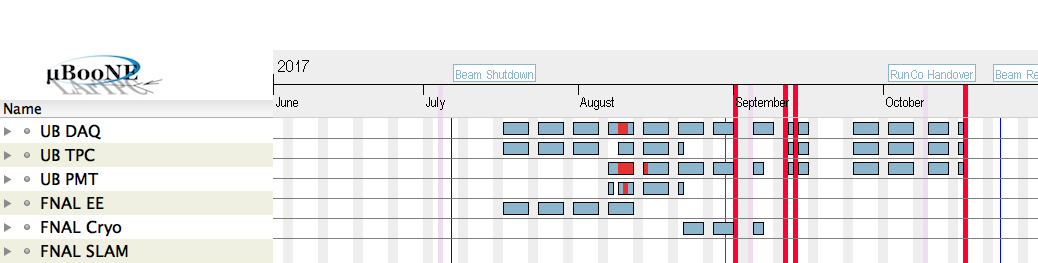 µBooNE
2017
Beam Shutdown
RunCo Handover
Beam Re
June
July
August
September
October
Name
UB DAQ
UB TPC
UB PMT
FNAL EE
FNAL Cryo
FNAL SLAM